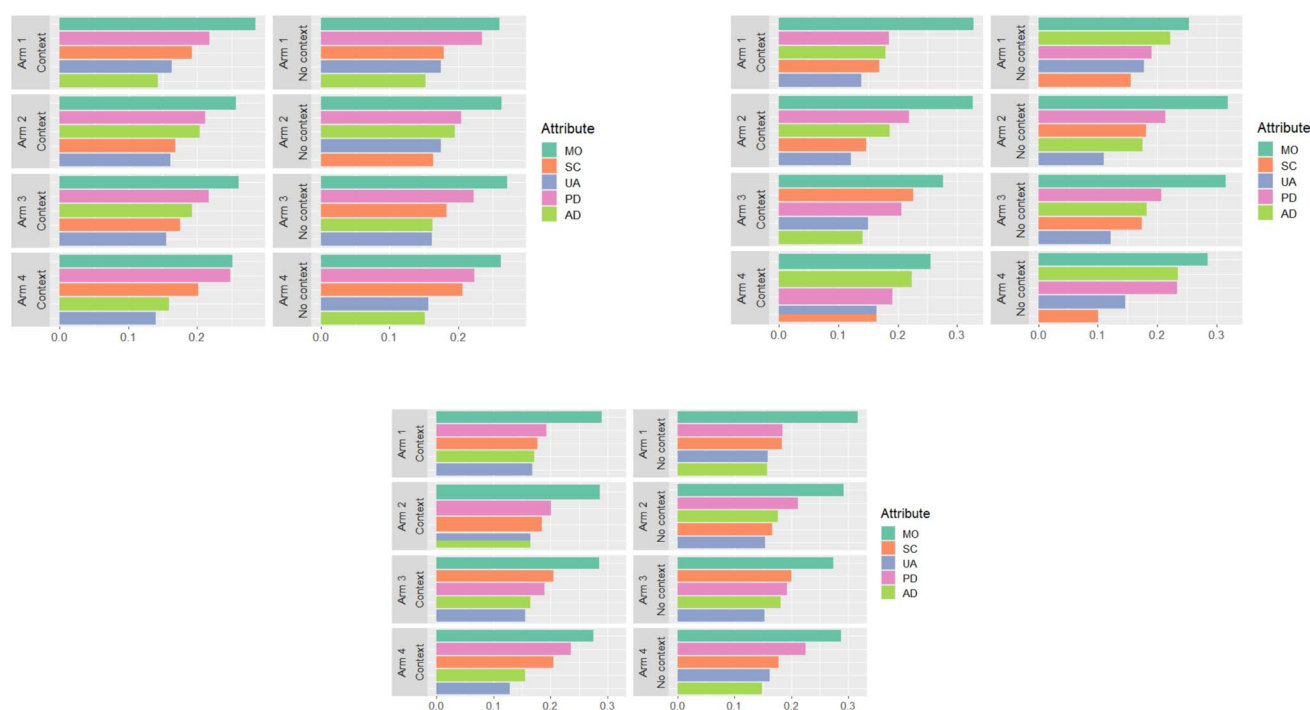 Arm 1
Context
Arm 1
No context
Arm 2
Context
Arm 2
No context
Arm 3
Context
Arm 3
No context
Arm 4
Context
Arm 4
No context
0.0 0.1 0.2
0.0 0.1 0.2
Attribute
MO
SC
UA
PD
AD
Arm 1
Context
Arm 1
No context
Arm 2
Context
Arm 2
No context
Arm 3
Context
Arm 3
No context
Arm 4
Context
Arm 4
No context
0.0 0.1 0.2 0.3
0.0 0.1 0.2 0.3
Attribute
MO
SC
UA
PD
AD
Arm 1
Context
Arm 1
No context
Arm 2
Context
Arm 2
No context
Arm 3
Context
Arm 3
No context
Arm 4
Context
Arm 4
No context
0.0 0.1 0.2 0.3
0.0 0.1 0.2 0.3
Attribute
MO
SC
UA
PD
AD